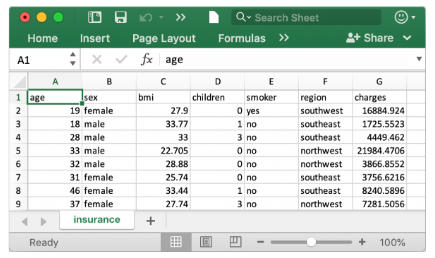 Search Sheet
Home Insert Page Layout Formulas >> Share
A1 fx age
A B C D E F G
1 age sex bmi children smoker region charges
2 19 female 27.9 0 yes southwest 16884.924
3 18 male 33.77 1 no southeast 1725.5523
4 28 male 33 3 no southeast 4449.462
5 33 male 22.705 0 no northwest 21984.4706
6 32 male 28.88 0 no northwest 3866.8552
7 31 female 25.74 0 no southeast 3756.6216
8 46 female 33.44 1 no southeast 8240.5896
9 37 female 27.74 3 no northwest 7281.5056
insurance +
Ready 100%